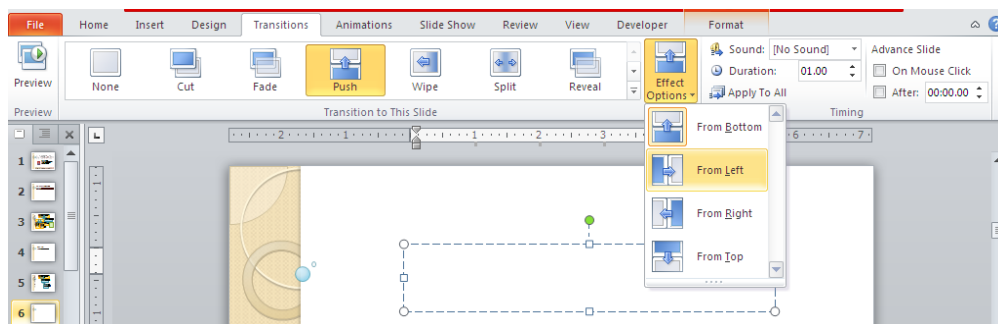 File Home Insert Design Transitions Animations Slide Show Review View Developer Format
Preview None Cut Fade Push Wipe Split Reveal Effect Options
Sound: [No Sound]
Duration: 01.00
Apply To All
Advance Slide
On Mouse Click
After: 00:00.00
Preview Transition to This Slide Timing
2 1 1 2 3 6 7
From Bottom
From Left
From Right
From Top
1
2
3
4
5
6